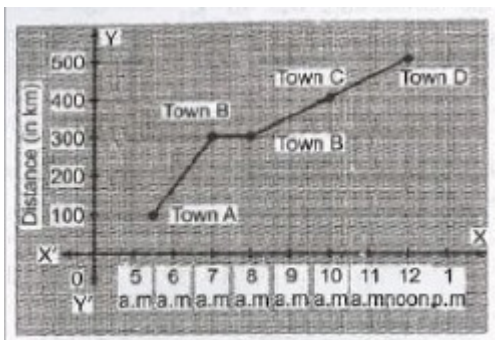 Y
500
400
300
200
100
0
Distance (in km)
Town C
Town D
Town B
Town B
Town A
X
X'
Y'
5 6 7 8 9 10 11 12 1
a.m a.m a.m a.m a.m a.m a.m noon p.m